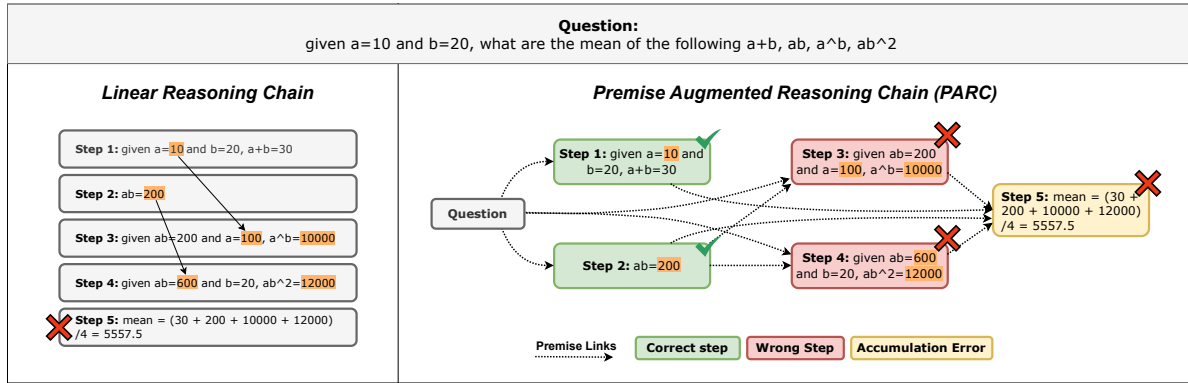 Question:
given a=10 and b=20, what are the mean of the following a+b, ab, a^b, ab^2
Linear Reasoning Chain
Step 1: given a=10 and b=20, a+b=30
Step 2: ab=200
Step 3: given ab=200 and a=100, a^b=10000
Step 4: given ab=600 and b=20, ab^2=12000
Step 5: mean = (30 + 200 + 10000 + 12000)
/4 = 5557.5
Premise Augmented Reasoning Chain (PARC)
Question
Step 1: given a=10 and
b=20, a+b=30
Step 2: ab=200
Step 3: given ab=200
and a=100, a^b=10000
Step 4: given ab=600
and b=20, ab^2=12000
Step 5: mean = (30 +
200 + 10000 + 12000)
/4 = 5557.5
Premise Links
Correct step
Wrong Step
Accumulation Error